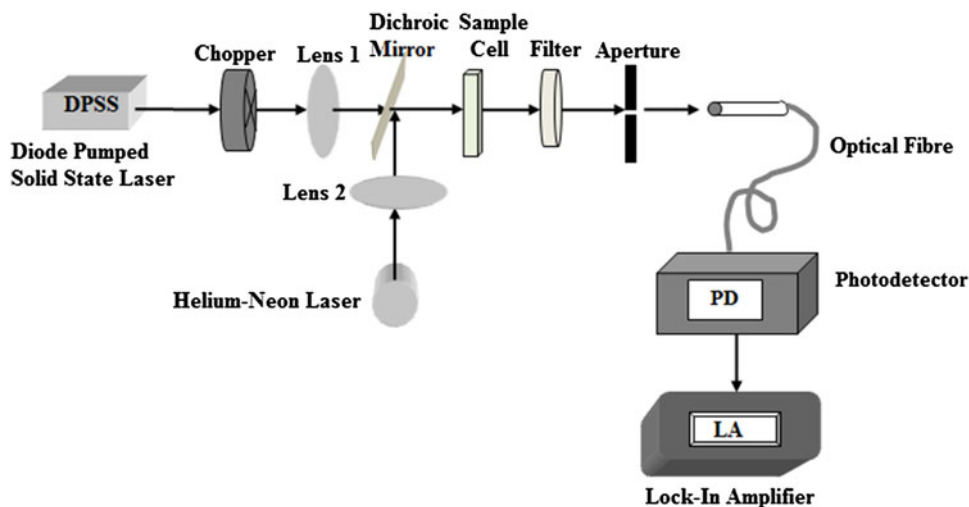 Dichroic Sample
Mirror Cell Filter Aperture
Chopper Lens 1
DPSS
Diode Pumped
Solid State Laser
Optical Fibre
Lens 2
Helium-Neon Laser
Photodetector
PD
LA
Lock-In Amplifier